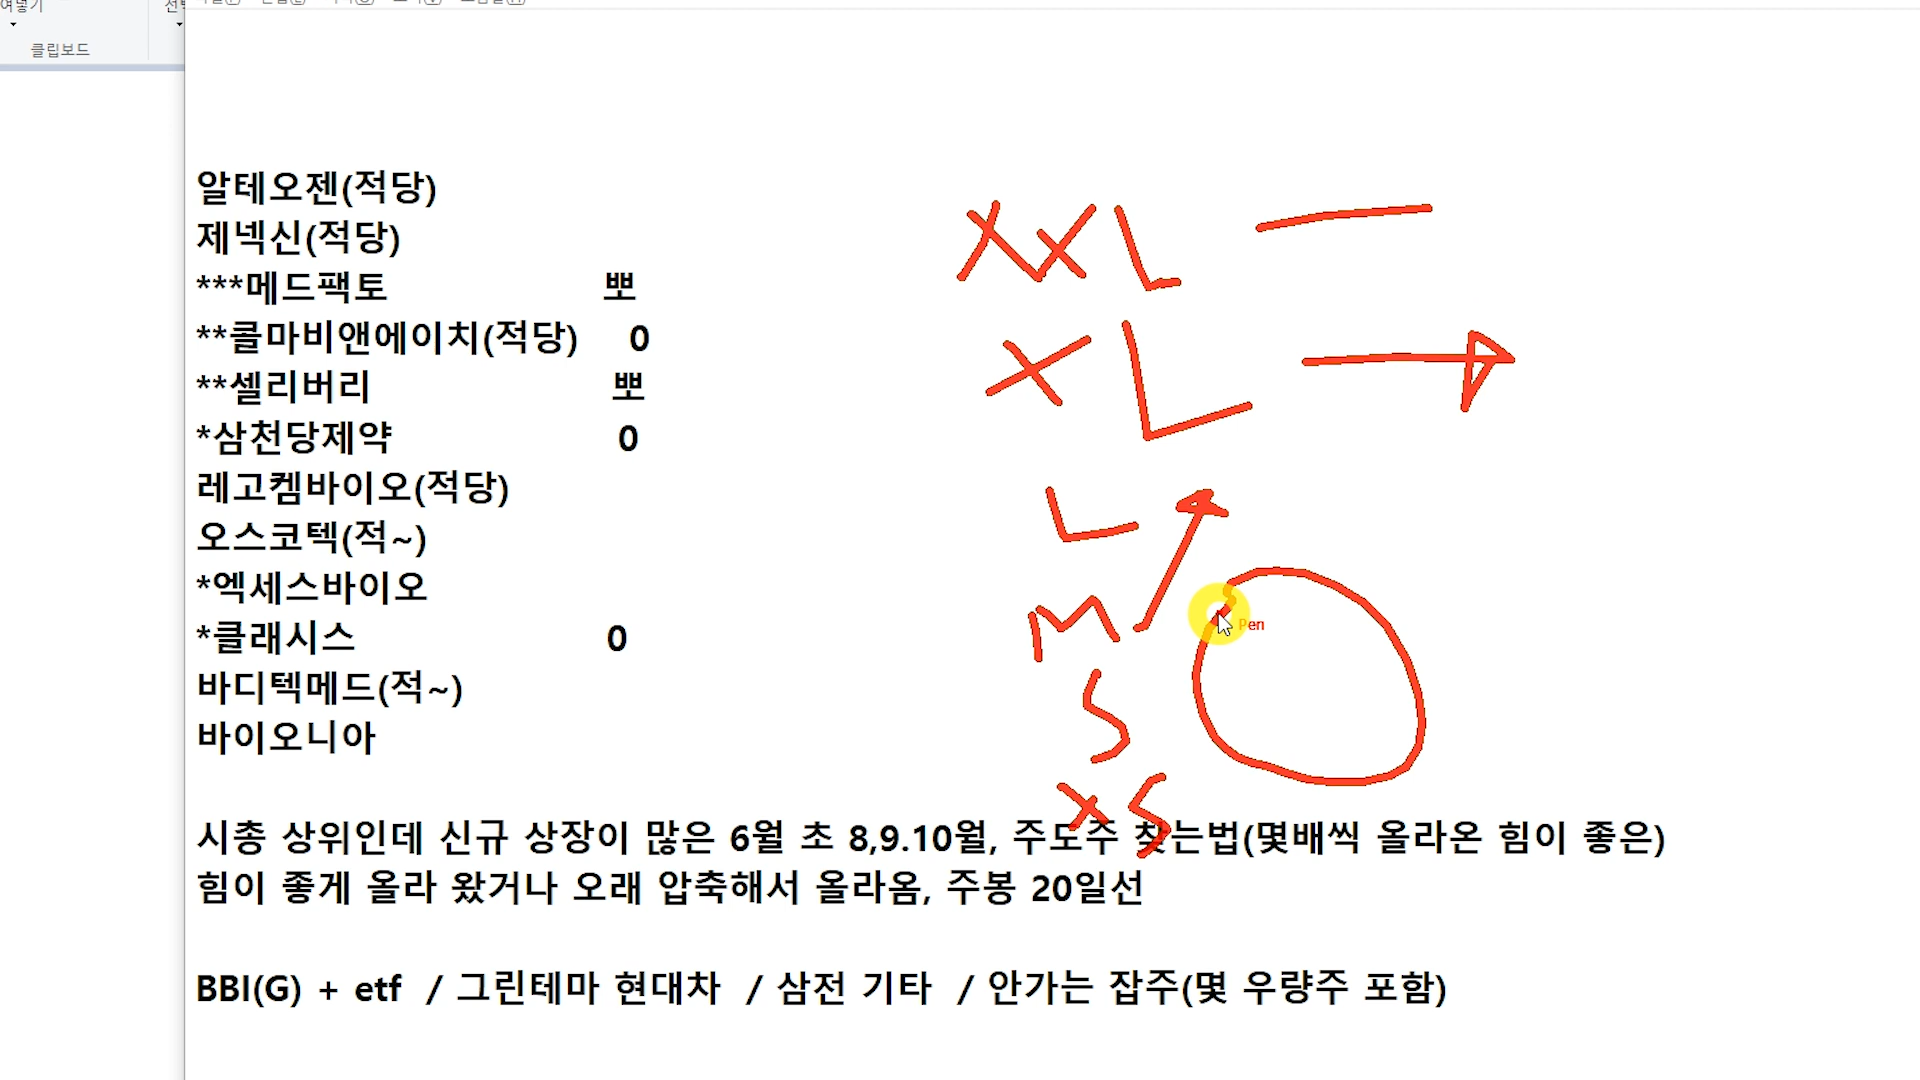 클립보드
알테오젠(적당)
제넥신(적당)
***메드팩토 뽀
**콜마비앤에이치(적당) 0
**셀리버리 뽀
*삼천당제약 0
레고켐바이오(적당)
오스코텍(적~)
*엑세스바이오
*클래시스 0
바디텍메드(적~)
바이오니아
XXL
XL
L
M
Pen
S
XS
시총 상위인데 신규 상장이 많은 6월 초 8,9.10월, 주도주 찾는법(몇배씩 올라온 힘이 좋은)
힘이 좋게 올라 왔거나 오래 압축해서 올라옴, 주봉 20일선
BBI(G) + etf / 그린테마 현대차 / 삼전 기타 / 안가는 잡주(몇 우량주 포함)